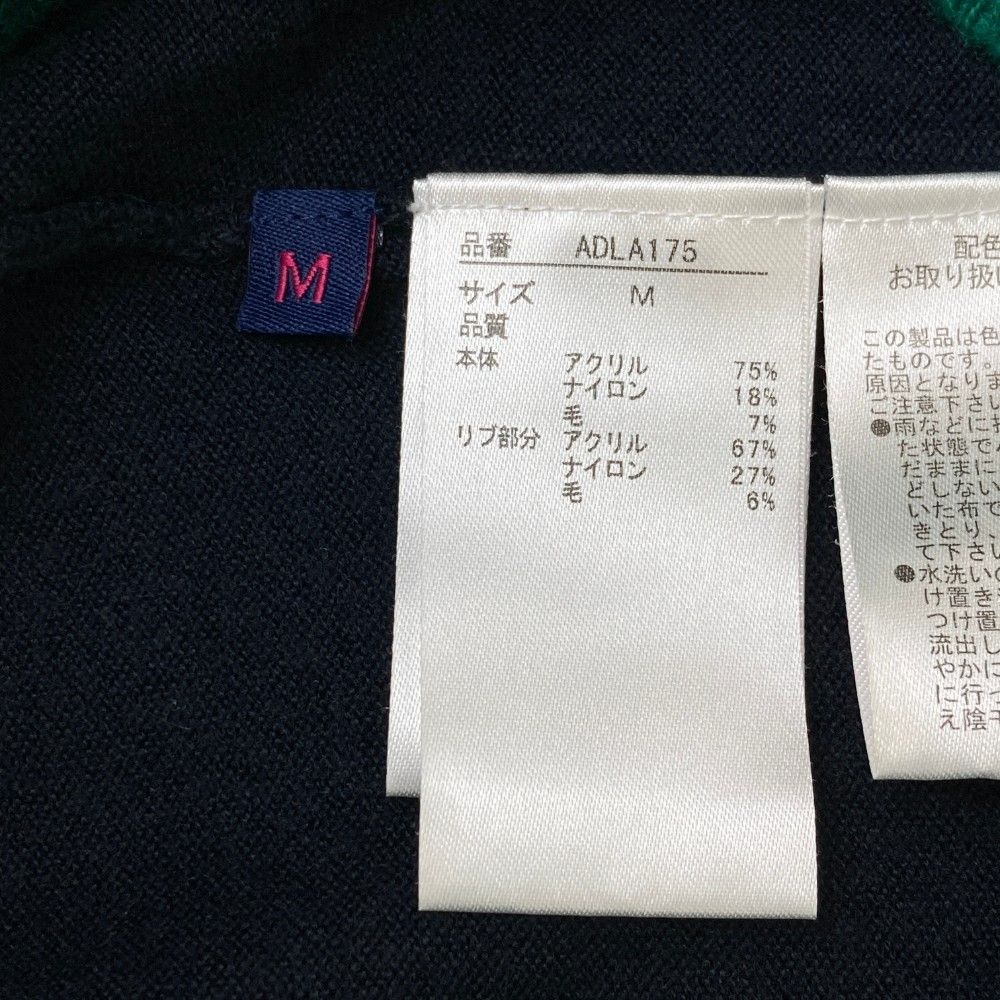 M
品番 ADLA175
サイズ M
品質
本体 アクリル 75%
ナイロン 18%
毛 7%
リブ部分 アクリル 67%
ナイロン 27%
毛 6%
配色
お取り扱
この製品は色
たものです。
原因となりま
ご注意下さい
●雨などに
た状態で
だままに
どしない
いた布で
きとり、
て下さい
●水洗いの
け置き
つけ置
流出し
やかに
に行っ
え陰干